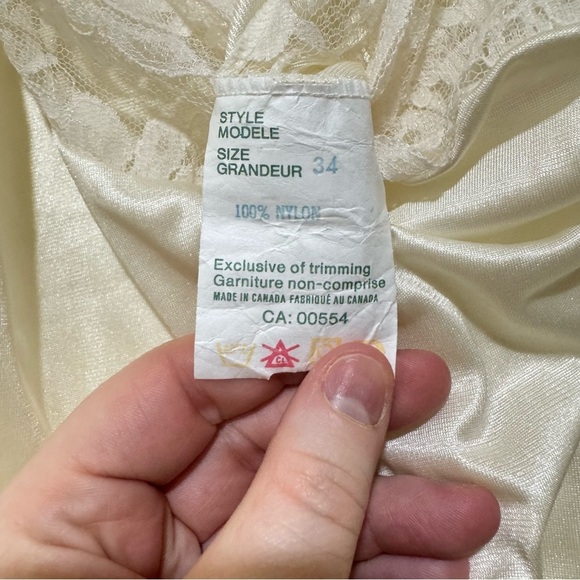 STYLE
MODELE
SIZE
GRANDEUR 34
100% NYLON
Exclusive of trimming
Garniture non-comprise
MADE IN CANADA FABRIQUÉ AU CANADA
CA: 00554
CL